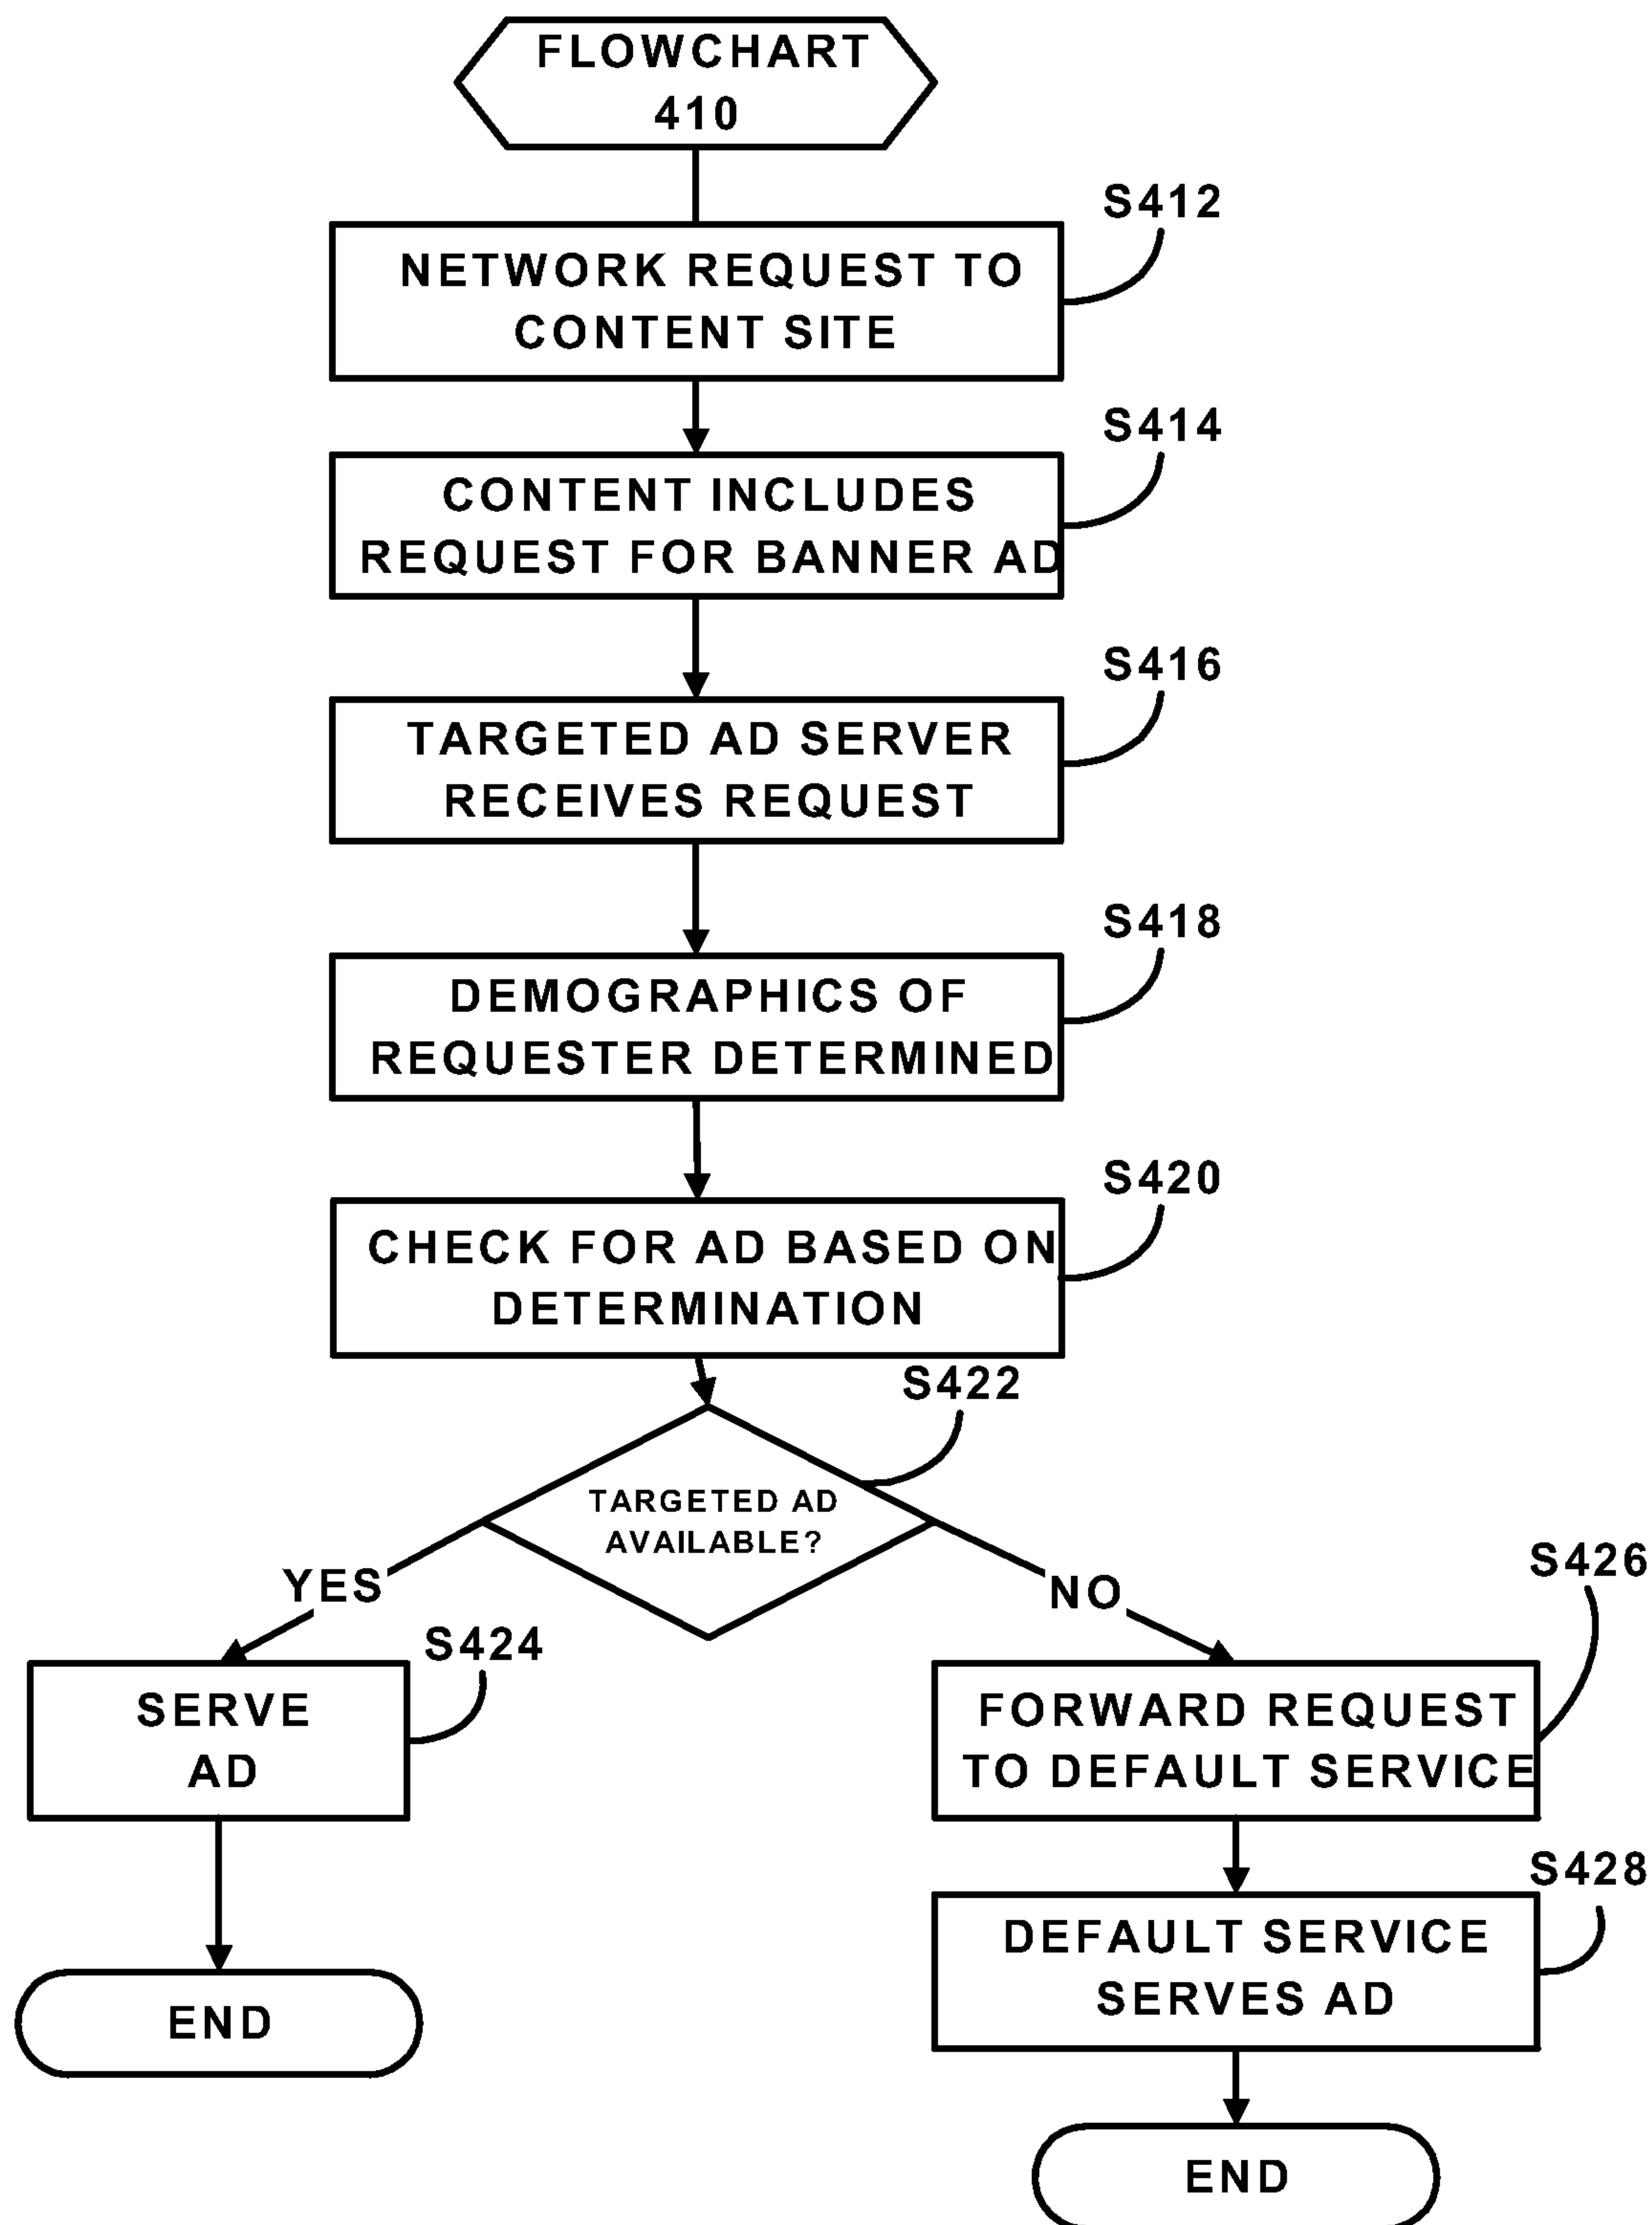 FLOWCHART
410
S412
NETWORK REQUEST TO
CONTENT SITE
S414
CONTENT INCLUDES
REQUEST FOR BANNER AD
S416
TARGETED AD SERVER
RECEIVES REQUEST
S418
DEMOGRAPHICS OF
REQUESTER DETERMINED
S420
CHECK FOR AD BASED ON
DETERMINATION
S422
TARGETED AD
AVAILABLE?
YES
NO
S424
SERVE
AD
END
S426
FORWARD REQUEST
TO DEFAULT SERVICE
S428
DEFAULT SERVICE
SERVES AD
END